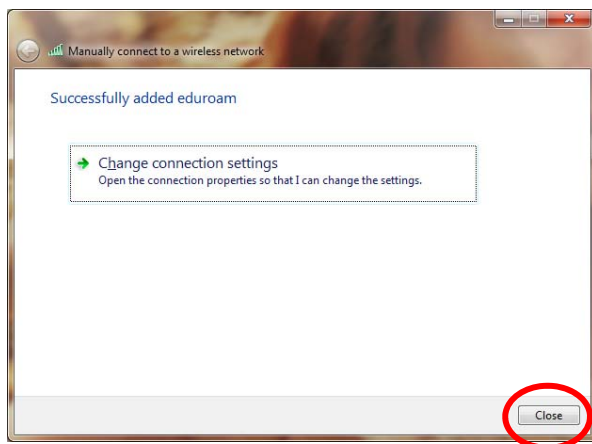 Manually connect to a wireless network
Successfully added eduroam
Change connection settings
Open the connection properties so that I can change the settings.
Close